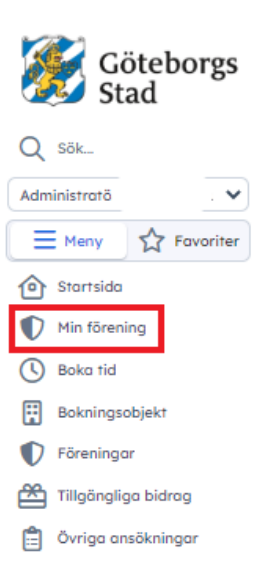 Göteborgs
Stad
Sök...
Administratö
Meny
Favoriter
Startsida
Min förening
Boka tid
Bokningsobjekt
Föreningar
Tillgängliga bidrag
Övriga ansökningar